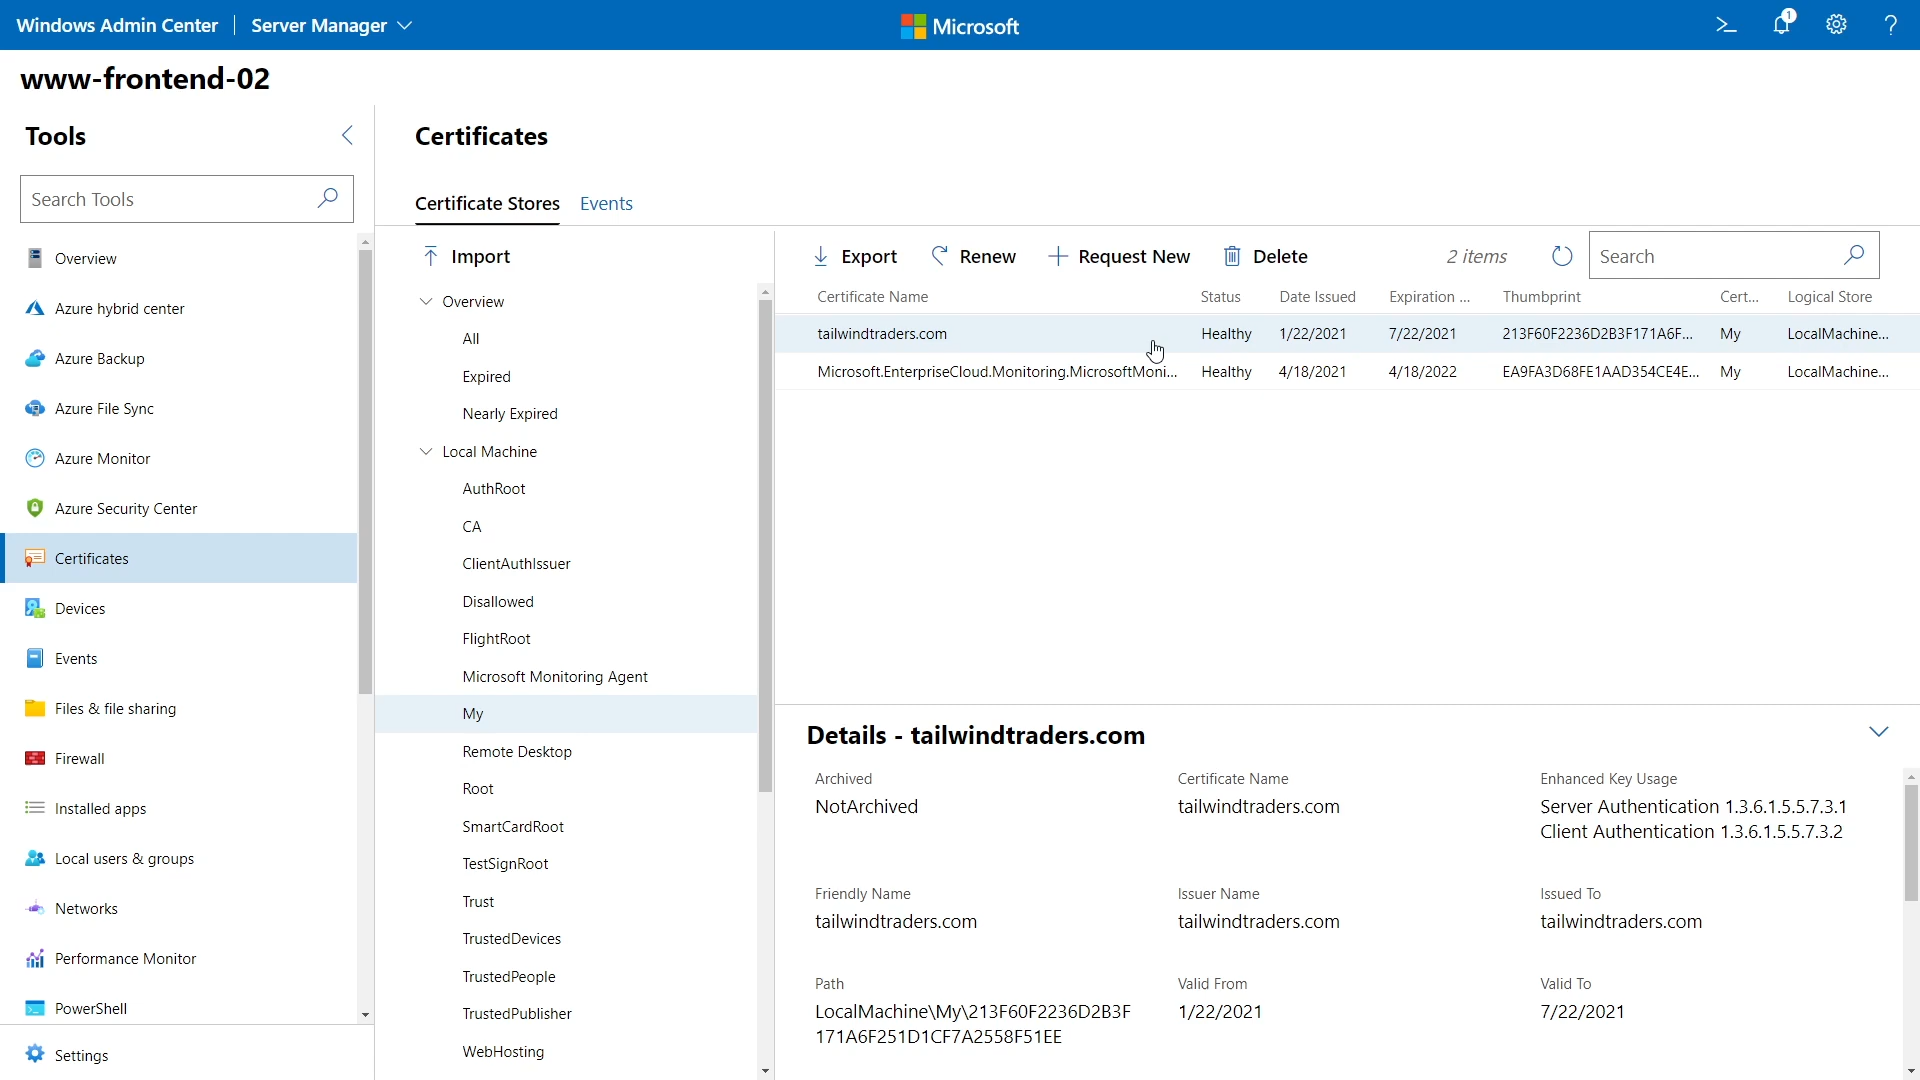 Windows Admin Center
Server Manager
Microsoft
1
www-frontend-02
Tools
Search Tools
Overview
Azure hybrid center
Azure Backup
Azure File Sync
Azure Monitor
Azure Security Center
Certificates
Devices
Events
Files & file sharing
Firewall
Installed apps
Local users & groups
Networks
Performance Monitor
PowerShell
Settings
Certificates
Certificate Stores Events
Import
Overview
All
Expired
Nearly Expired
Local Machine
AuthRoot
CA
ClientAuthIssuer
Disallowed
FlightRoot
Microsoft Monitoring Agent
My
Remote Desktop
Root
SmartCardRoot
TestSignRoot
Trust
TrustedDevices
TrustedPeople
TrustedPublisher
WebHosting
Export Renew Request New Delete 2 items Search
Certificate Name Status Date Issued Expiration ... Thumbprint Cert... Logical Store
tailwindtraders.com Healthy 1/22/2021 7/22/2021 213F60F2236D2B3F171A6F... My LocalMachine...
Microsoft.EnterpriseCloud.Monitoring.MicrosoftMoni... Healthy 4/18/2021 4/18/2022 EA9FA3D68FE1AAD354CE4E... My LocalMachine...
Details - tailwindtraders.com
Archived
NotArchived
Certificate Name
tailwindtraders.com
Enhanced Key Usage
Server Authentication 1.3.6.1.5.5.7.3.1
Client Authentication 1.3.6.1.5.5.7.3.2
Friendly Name
tailwindtraders.com
Issuer Name
tailwindtraders.com
Issued To
tailwindtraders.com
Path
LocalMachine\My\213F60F2236D2B3F
171A6F251D1CF7A2558F51EE
Valid From
1/22/2021
Valid To
7/22/2021